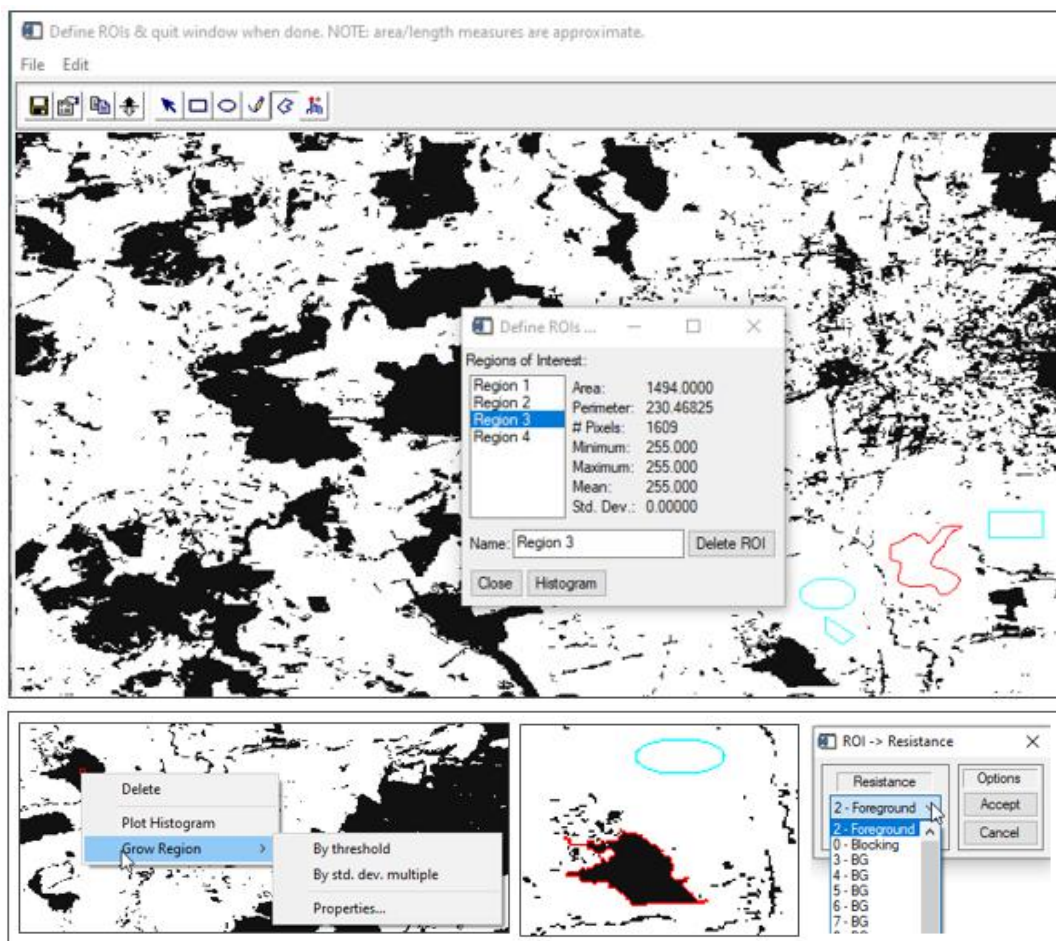 Define ROIs & quit window when done. NOTE: area/length measures are approximate.
File Edit
Define ROIs ...
Regions of Interest:
Region 1
Region 2
Region 3
Region 4
Area: 1494.0000
Perimeter: 230.46825
# Pixels: 1609
Minimum: 255.000
Maximum: 255.000
Mean: 255.000
Std. Dev.: 0.00000
Name: Region 3 Delete ROI
Close Histogram
Delete
Plot Histogram
Grow Region
By threshold
By std. dev. multiple
Properties...
ROI -> Resistance
Resistance
2 - Foreground
2 - Foreground
0 - Blocking
3 - BG
4 - BG
5 - BG
6 - BG
7 - BG
Options
Accept
Cancel